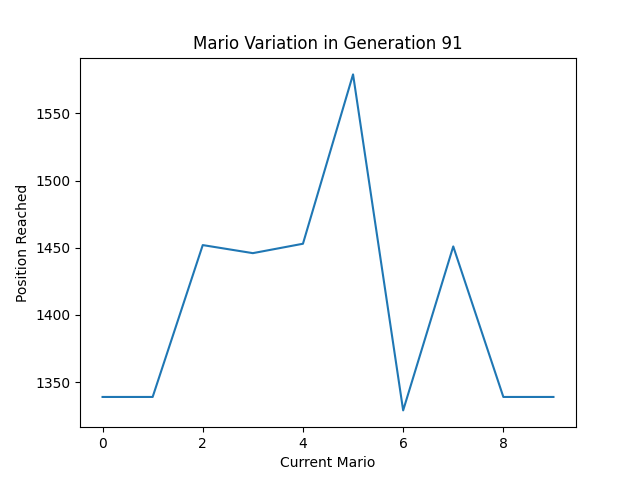 Mario Variation in Generation 91
1550
1500
1450
1400
1350
Position Reached
0 2 4 6 8
Current Mario